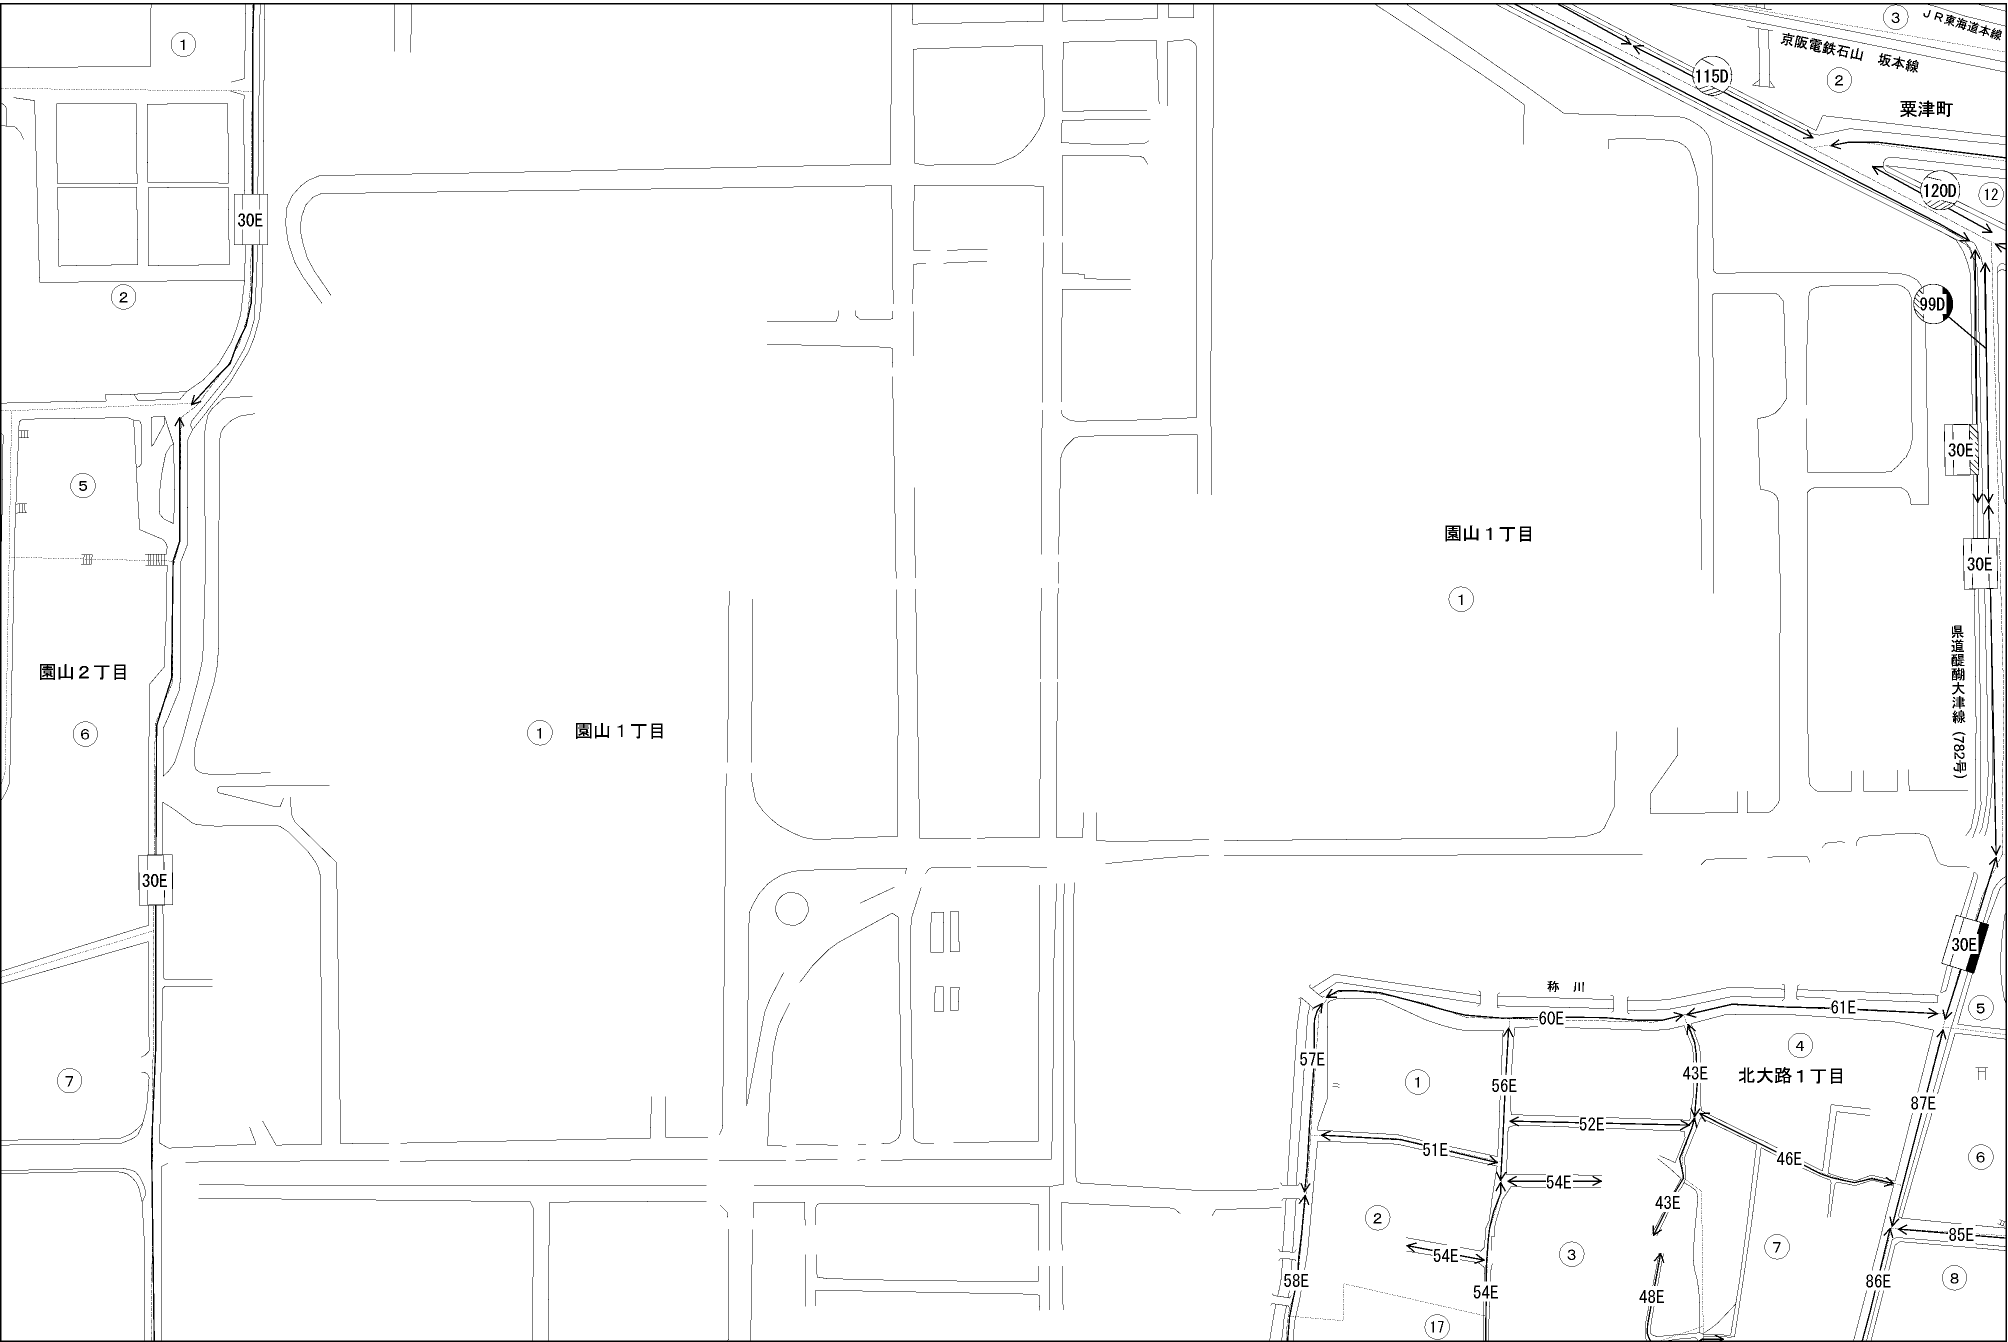 ①
③
JR東海道本線
京阪電鉄石山　坂本線
115D
②
粟津町
120D
⑫
30E
②
99D
30E
⑤
園山1丁目
30E
①
県道醍醐大津線（782号）
園山2丁目
⑥
①
園山1丁目
30E
30E
称　川
60E
61E
⑤
57E
④
北大路1丁目
⑦
①
56E
43E
87E
52E
51E
46E
⑥
54E
43E
②
⑦
85E
③
54E
⑧
58E
86E
54E
48E
⑰